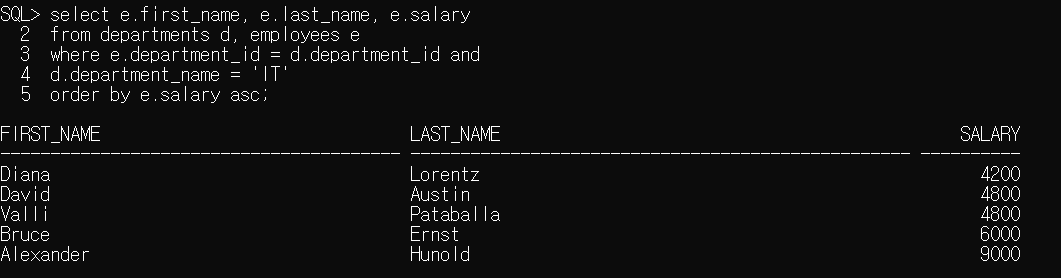 SQL> select e.first_name, e.last_name, e.salary
2 from departments d, employees e
3 where e.department_id = d.department_id and
4 d.department_name = 'IT'
5 order by e.salary asc;
FIRST_NAME LAST_NAME SALARY
---------------------------------------- -------------------------------------------------- ----------
Diana Lorentz 4200
David Austin 4800
Valli Pataballa 4800
Bruce Ernst 6000
Alexander Hunold 9000